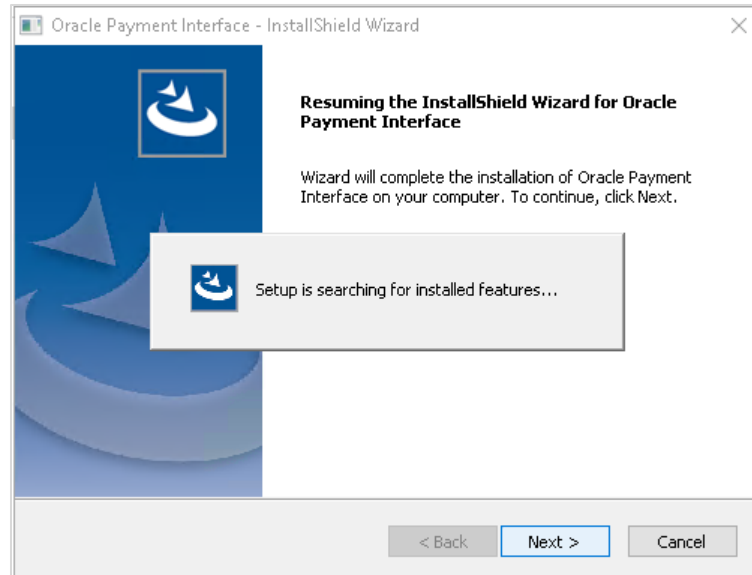 Oracle Payment Interface - InstallShield Wizard
Resuming the InstallShield Wizard for Oracle
Payment Interface
Wizard will complete the installation of Oracle Payment
Interface on your computer. To continue, click Next.
Setup is searching for installed features...
< Back
Next >
Cancel